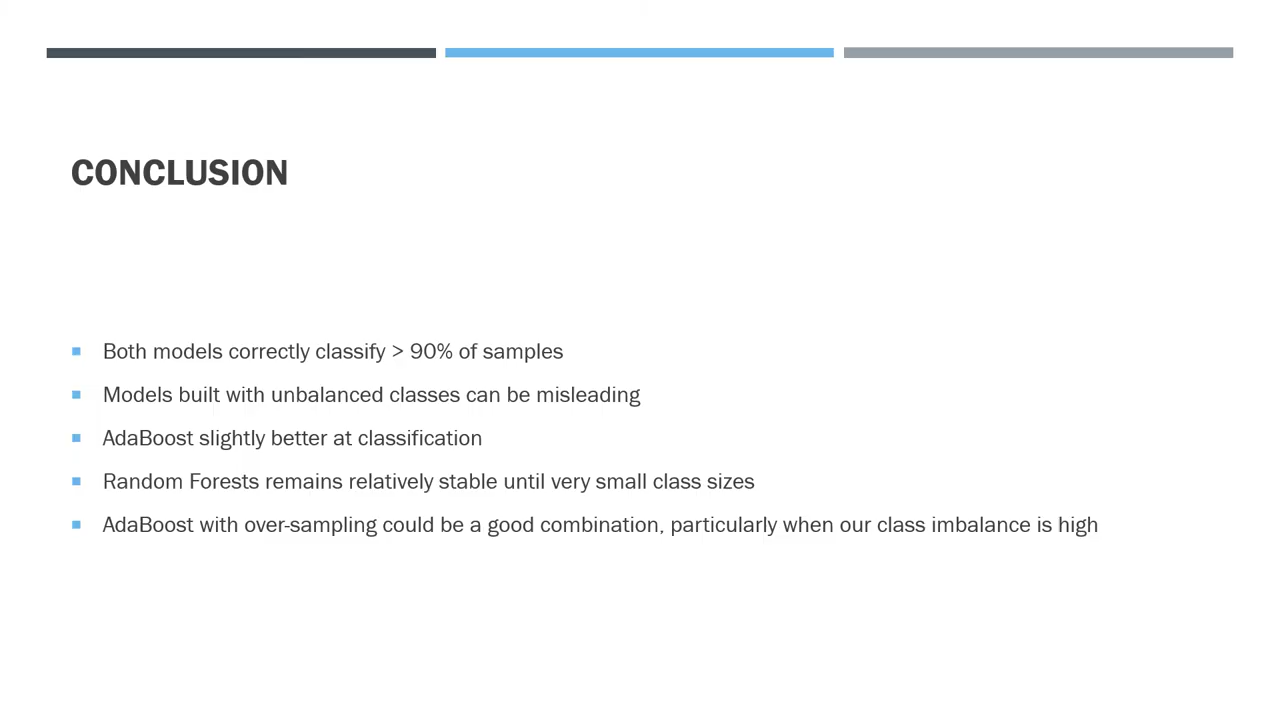 CONCLUSION
Both models correctly classify > 90% of samples
Models built with unbalanced classes can be misleading
AdaBoost slightly better at classification
Random Forests remains relatively stable until very small class sizes
AdaBoost with over-sampling could be a good combination, particularly when our class imbalance is high